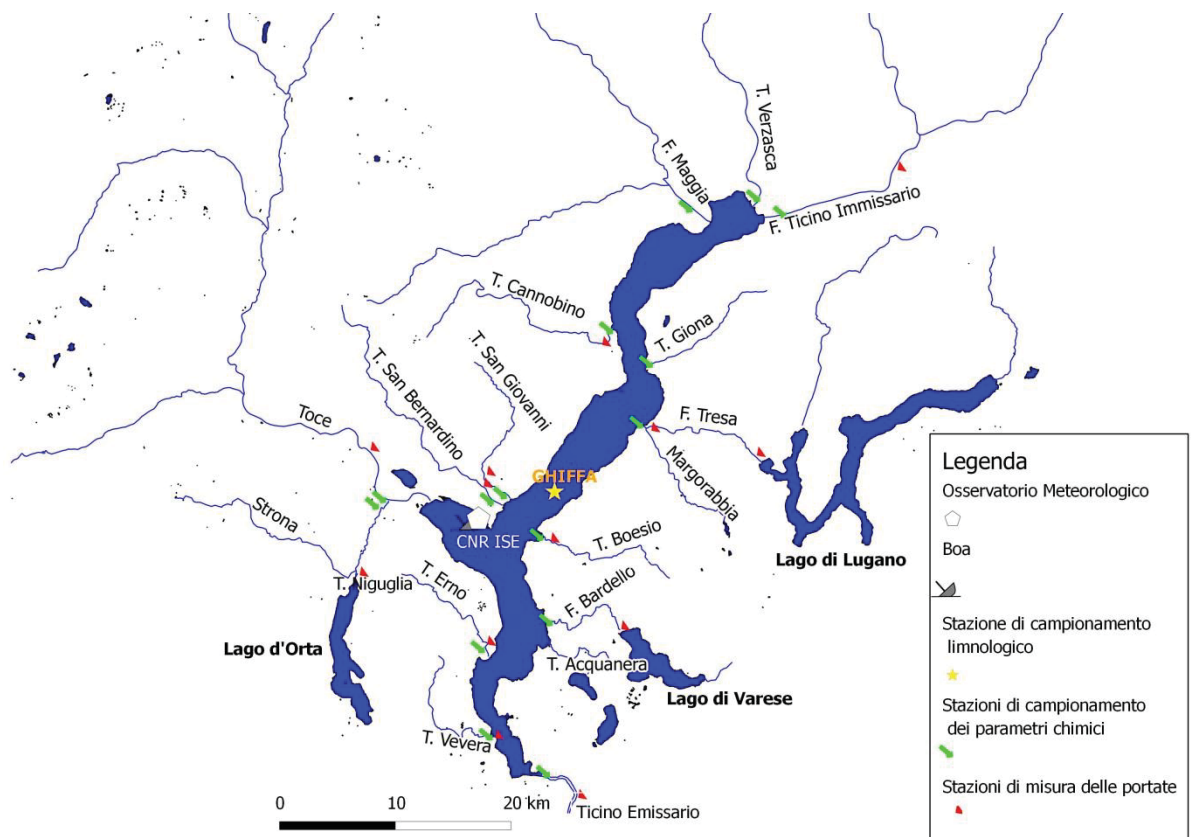 T. Verzasca
F. Maggia
F. Ticino Immissario
T. Cannobino
T. Giona
T. San Giovanni
T. San Bernardino
Toce
F. Tresa
Margorabbia
GHIFFA
Strona
CNR ISE
T. Boesio
Lago di Lugano
T. Niguglia
T. Erno
F. Bardello
Lago d'Orta
T. Acquanera
Lago di Varese
T. Vevera
Ticino Emissario
0 10 20 km
Legenda
Osservatorio Meteorologico
Boa
Stazione di campionamento
limnologico
Stazioni di campionamento
dei parametri chimici
Stazioni di misura delle portate